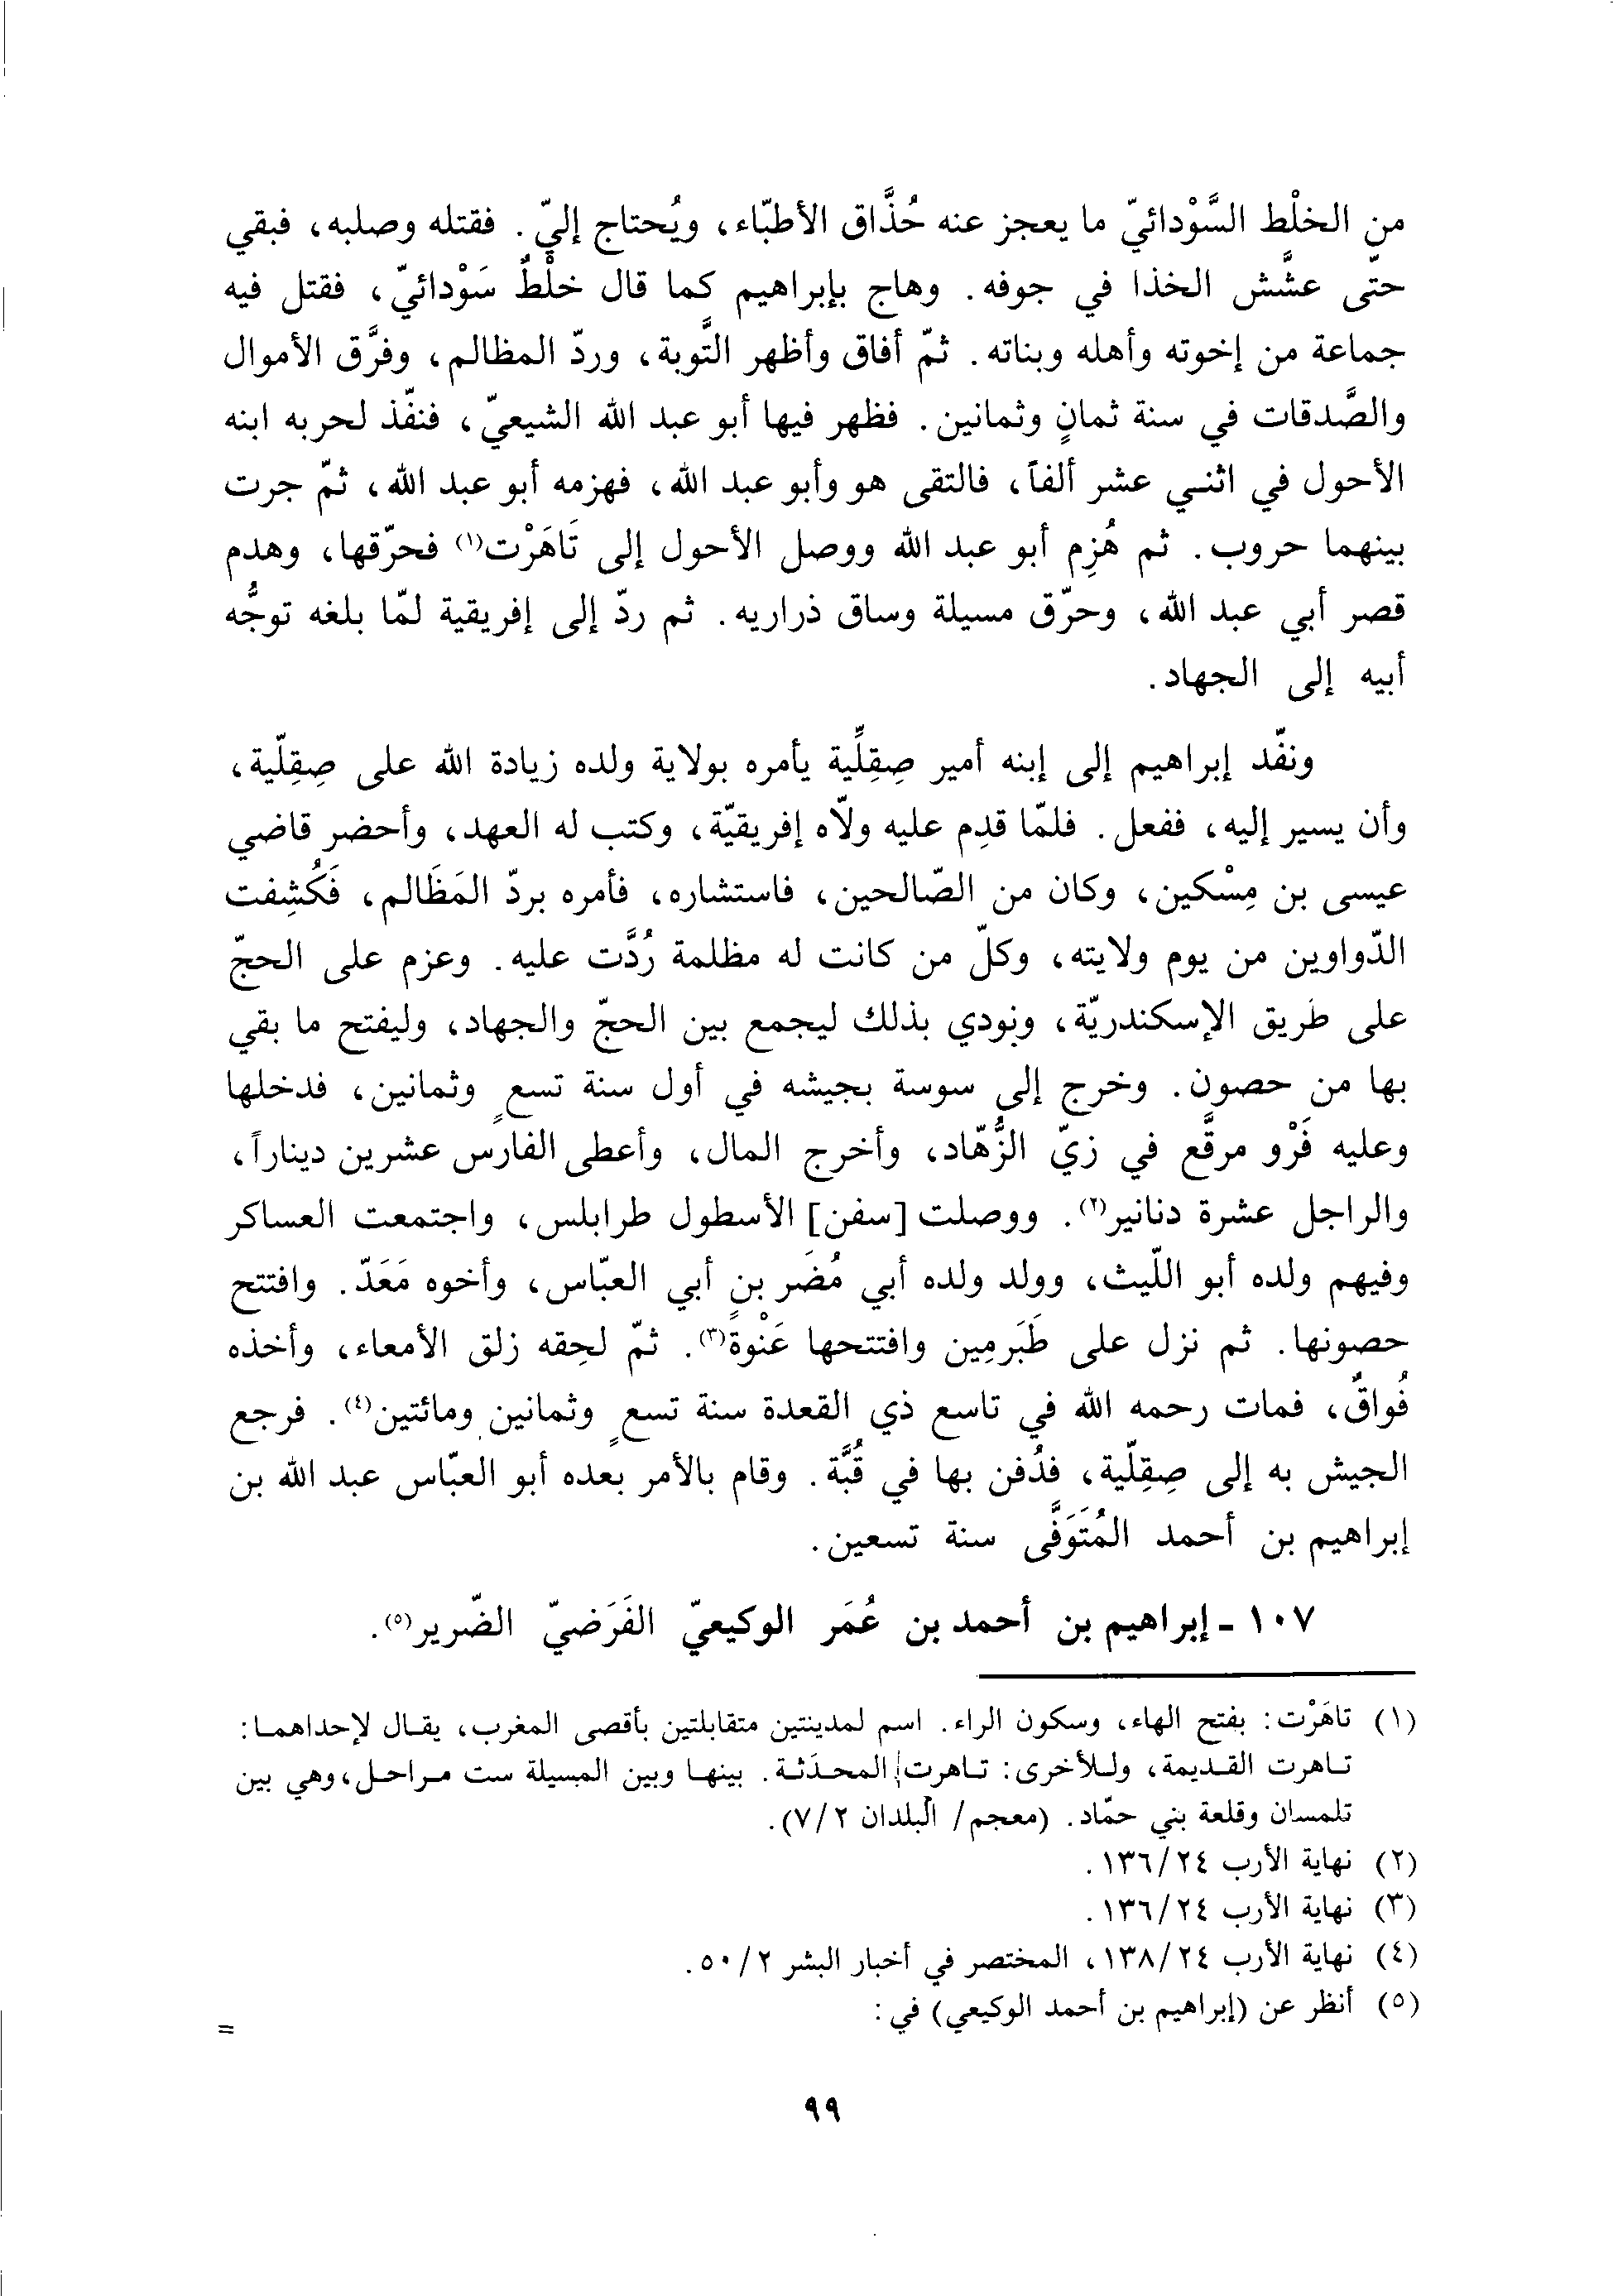 من الخلْط السَّوْدائيّ ما يعجز عنه حُذَّاق الأطبّاء، ويُحتاج إليّ. فقتله وصلبه، فبقي
حتّى عشَّش الخذا في جوفه. وهاج بإبراهيم كما قال خلْطٌ سَوْدائيّ، فقتل فيه
جماعة من إخوته وأهله وبناته. ثمّ أفاق وأظهر التَّوبة، وردّ المظالم، وفرَّق الأموال
والصَّدقات في سنة ثمانٍ وثمانين. فظهر فيها أبو عبد الله الشيعيّ، فنفّذ لحربه ابنه
الأحول في اثنـي عشر ألفاً، فالتقى هو وأبو عبد الله، فهزمه أبو عبد الله، ثمّ جرت
بينهما حروب. ثم هُزِم أبو عبد الله ووصل الأحول إلى تَاهَرْت(١) فحرّقها، وهدم
قصر أبي عبد الله، وحرّق مسيلة وساق ذراريه. ثم ردّ إلى إفريقية لمّا بلغه توجُّه
أبيه إلى الجهاد.
ونفّد إبراهيم إلى إبنه أمير صِقِلِّية يأمره بولاية ولده زيادة الله على صِقِلّية،
وأن يسير إليه، ففعل. فلمّا قدِم عليه ولّاه إفريقيّة، وكتب له العهد، وأحضر قاضي
عيسى بن مِسْكين، وكان من الصّالحين، فاستشاره، فأمره بردّ المَظَالم، فَكُشِفت
الدّواوين من يوم ولايته، وكلّ من كانت له مظلمة رُدَّت عليه. وعزم على الحجّ
على طَريق الإسكندريّة، ونودي بذلك ليجمع بين الحجّ والجهاد، وليفتح ما بقي
بها من حصون. وخرج إلى سوسة بجيشه في أول سنة تسعٍ وثمانين، فدخلها
وعليه فَرْو مرقَّع في زيّ الزُّهّاد، وأخرج المال، وأعطى الفارس عشرين ديناراً،
والراجل عشرة دنانير(٢). ووصلت [سفن] الأسطول طرابلس، واجتمعت العساكر
وفيهم ولده أبو اللّيث، وولد ولده أبي مُضَر بن أبي العبّاس، وأخوه مَعَدّ. وافتتح
حصونها. ثم نزل على طَبَرمِين وافتتحها عَنْوةً(٣). ثمّ لحِقه زلق الأمعاء، وأخذه
فُواقٌ، فمات رحمه الله في تاسع ذي القعدة سنة تسعٍ وثمانين ومائتين(٤). فرجع
الجيش به إلى صِقِلّية، فدُفن بها في قُبَّة. وقام بالأمر بعده أبو العبّاس عبد الله بن
إبراهيم بن أحمد المُتَوَفَّى سنة تسعين.
١٠٧ - إبراهيم بن أحمد بن عُمَر الوكيعيّ الفَرَضيّ الضّرير(٥).
(١) تاهَرْت: بفتح الهاء، وسكون الراء. اسم لمدينتين متقابلتين بأقصى المغرب، يقـال لإحداهمـا:
تـاهرت القـديمة، ولـلأخرى: تـاهرت المحـدَثـة. بينهـا وبين المسيلة ست مـراحـل، وهي بين
تلمسان وقلعة بني حمّاد. (معجم/ البلدان ٧/٢).
(٢) نهاية الأرب ١٣٦/٢٤.
(٣) نهاية الأرب ١٣٦/٢٤.
(٤) نهاية الأرب ١٣٨/٢٤، المختصر في أخبار البشر ٥٠/٢.
(٥) أنظر عن (إبراهيم بن أحمد الوكيعي) في:
=
٩٩